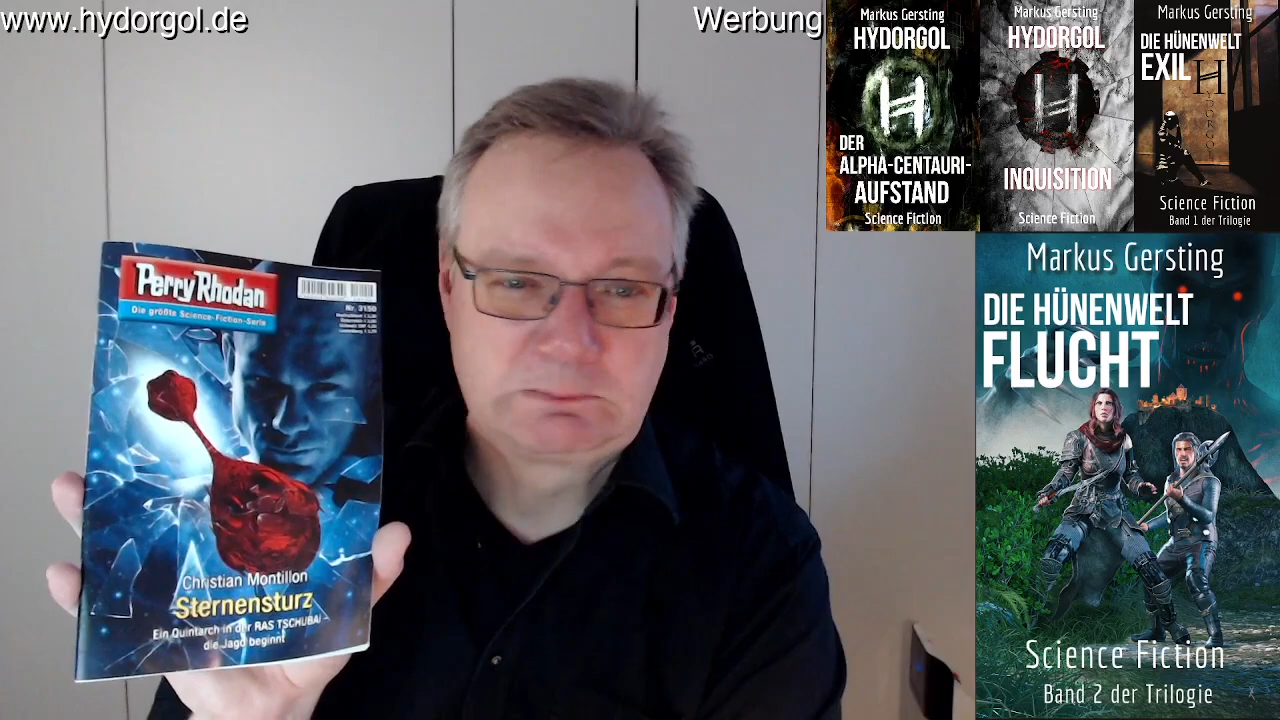 www.hydorgol.de
Werbung
Perry Rhodan
Die größte Science-Fiction-Serie
Nr. 3150
Christian Montillon
Sternensturz
Ein Quintarch in der RAS TSCHUBAI –
die Jagd beginnt
Markus Gersting
HYDORGOL
H
DER
ALPHA-CENTAURI-
AUFSTAND
Science Fiction
Markus Gersting
HYDORGOL
H
INQUISITION
Science Fiction
Markus Gersting
DIE HÜNENWELT
EXIL
H
HYDORGOL
Science Fiction
Band 1 der Trilogie
Markus Gersting
DIE HÜNENWELT
FLUCHT
Science Fiction
Band 2 der Trilogie